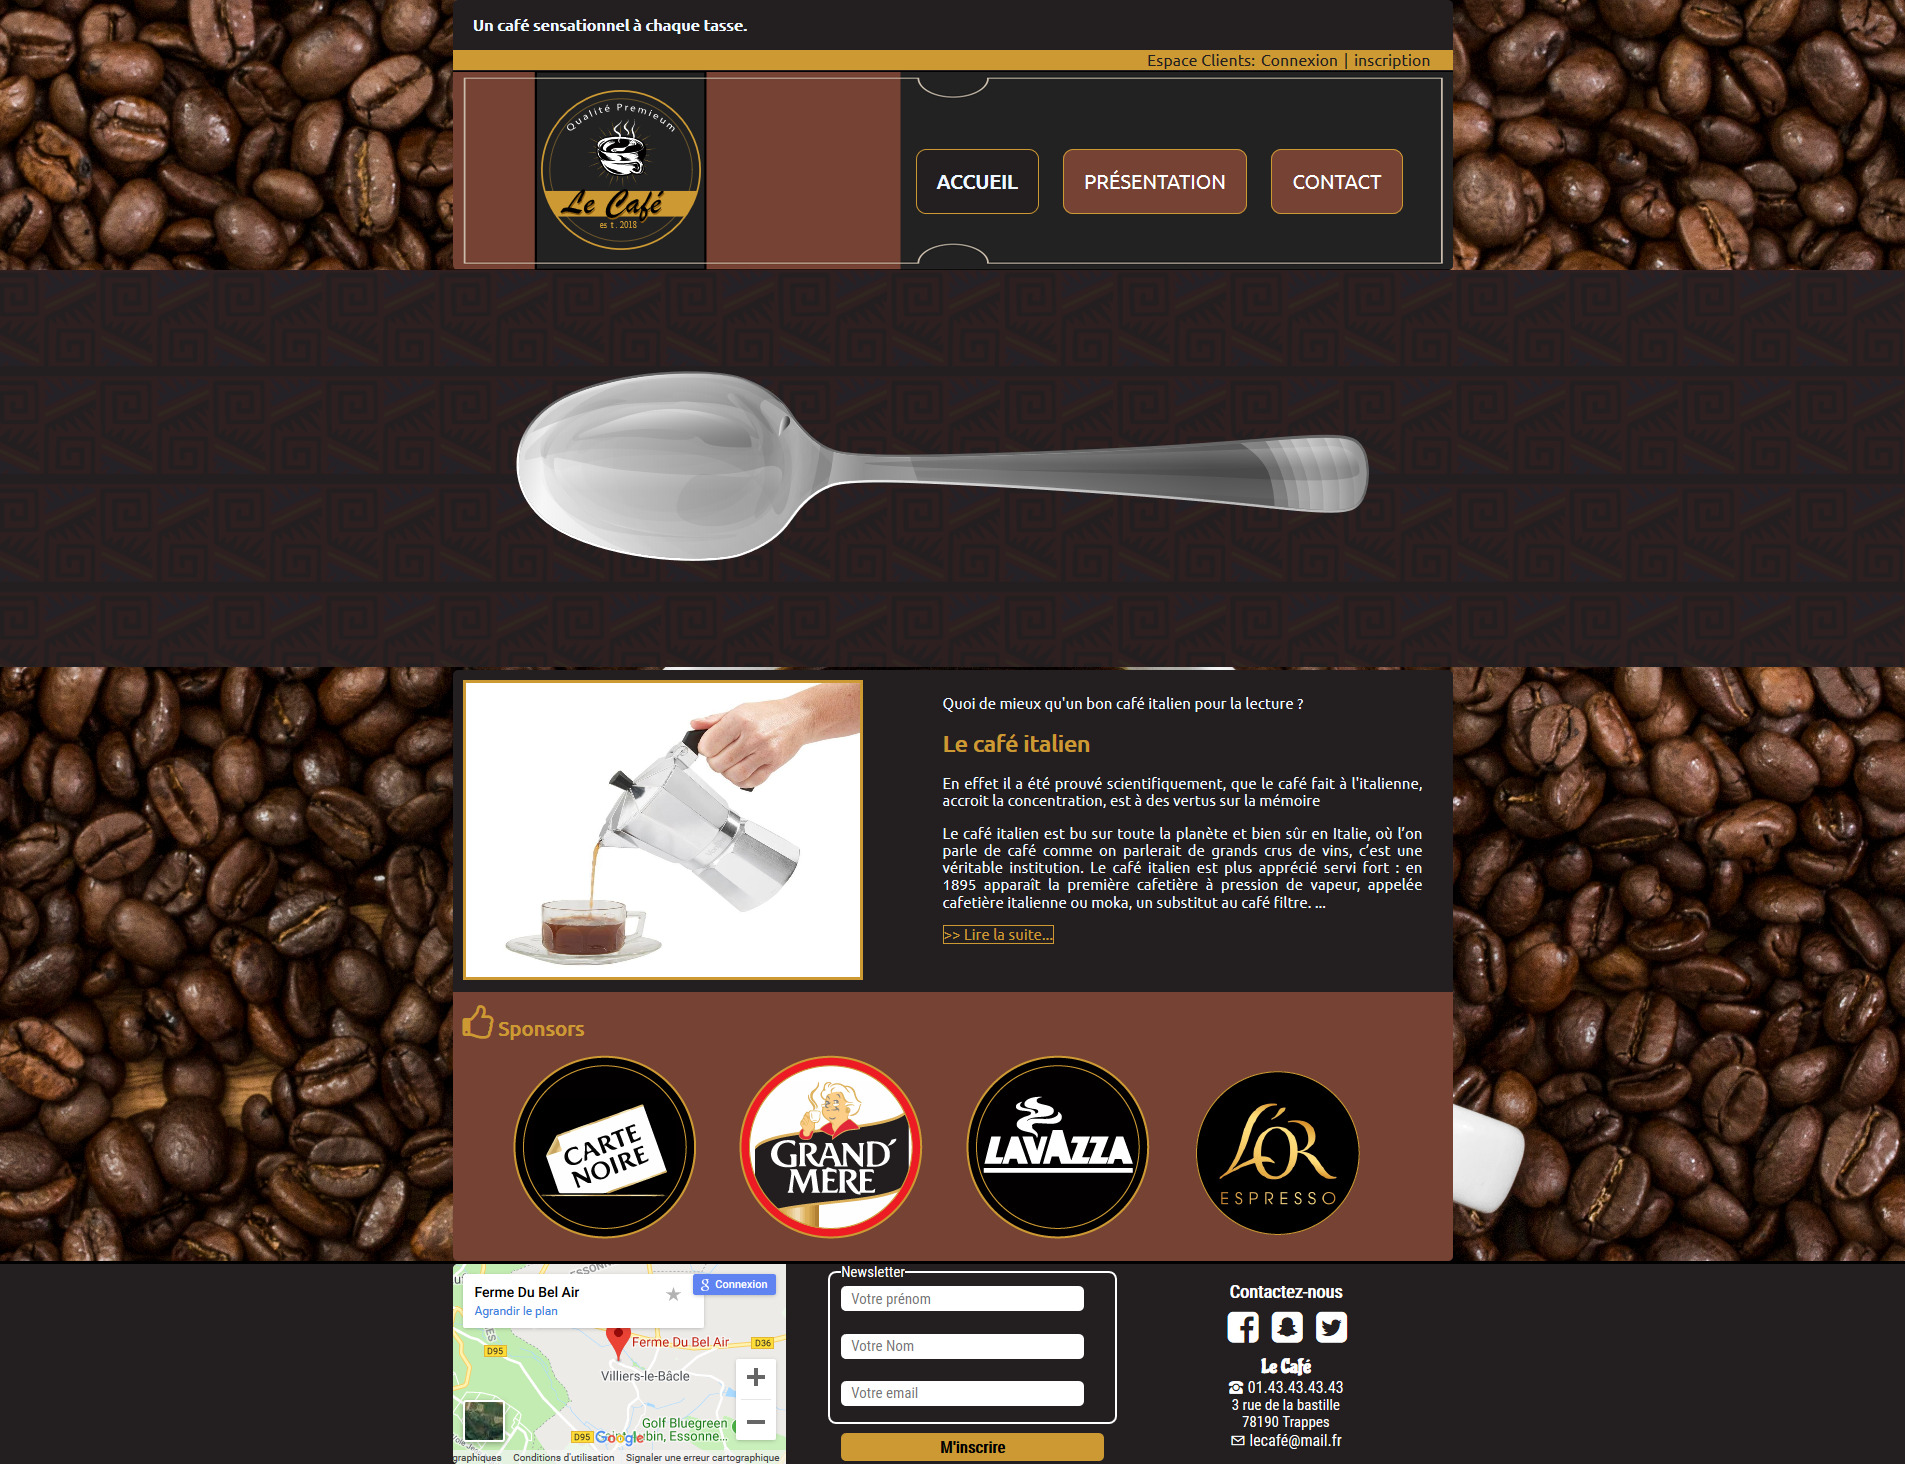 Un café sensationnel à chaque tasse.
Espace Clients: Connexion | inscription
Qualité Premieum
Le Café
est. 2018
ACCUEIL
PRÉSENTATION
CONTACT
Quoi de mieux qu'un bon café italien pour la lecture ?
Le café italien
En effet il a été prouvé scientifiquement, que le café fait à l'italienne,
accroit la concentration, est à des vertus sur la mémoire
Le café italien est bu sur toute la planète et bien sûr en Italie, où l’on
parle de café comme on parlerait de grands crus de vins, c’est une
véritable institution. Le café italien est plus apprécié servi fort : en
1895 apparaît la première cafetière à pression de vapeur, appelée
cafetière italienne ou moka, un substitut au café filtre. ...
>> Lire la suite...
Sponsors
CARTE
NOIRE
GRAND'
MÈRE
LAVAZZA
L'OR
ESPRESSO
ESSONNE
Ferme Du Bel Air
Agrandir le plan
Connexion
Ferme Du Bel Air
D36
D95
Villiers-le-Bâcle
Golf Bluegreen
D95
Google
bin, Essonne...
graphiques
Conditions d'utilisation
Signaler une erreur cartographique
Newsletter
Votre prénom
Votre Nom
Votre email
M'inscrire
Contactez-nous
Le Café
01.43.43.43.43
3 rue de la bastille
78190 Trappes
lecafé@mail.fr